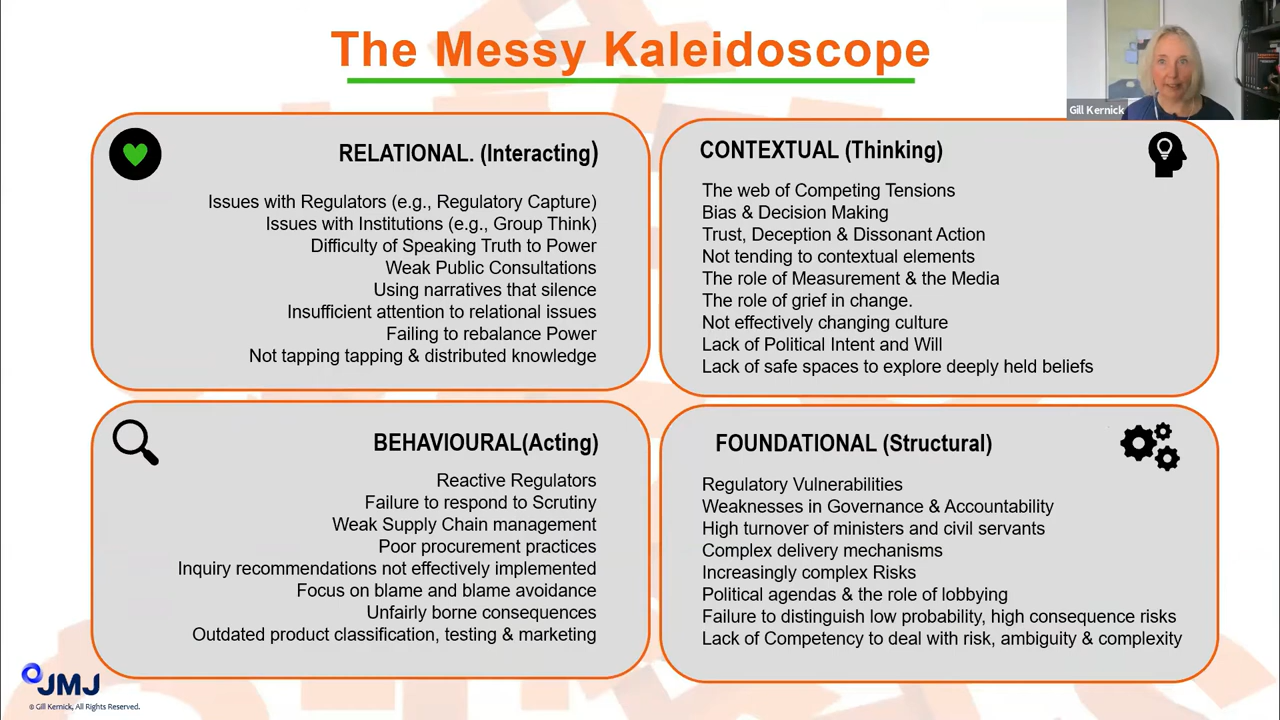 The Messy Kaleidoscope
Gill Kernick
RELATIONAL. (Interacting)
Issues with Regulators (e.g., Regulatory Capture)
Issues with Institutions (e.g., Group Think)
Difficulty of Speaking Truth to Power
Weak Public Consultations
Using narratives that silence
Insufficient attention to relational issues
Failing to rebalance Power
Not tapping tapping & distributed knowledge
CONTEXTUAL (Thinking)
The web of Competing Tensions
Bias & Decision Making
Trust, Deception & Dissonant Action
Not tending to contextual elements
The role of Measurement & the Media
The role of grief in change.
Not effectively changing culture
Lack of Political Intent and Will
Lack of safe spaces to explore deeply held beliefs
BEHAVIOURAL(Acting)
Reactive Regulators
Failure to respond to Scrutiny
Weak Supply Chain management
Poor procurement practices
Inquiry recommendations not effectively implemented
Focus on blame and blame avoidance
Unfairly borne consequences
Outdated product classification, testing & marketing
FOUNDATIONAL (Structural)
Regulatory Vulnerabilities
Weaknesses in Governance & Accountability
High turnover of ministers and civil servants
Complex delivery mechanisms
Increasingly complex Risks
Political agendas & the role of lobbying
Failure to distinguish low probability, high consequence risks
Lack of Competency to deal with risk, ambiguity & complexity
JMJ
© Gill Kernick, All Rights Reserved.